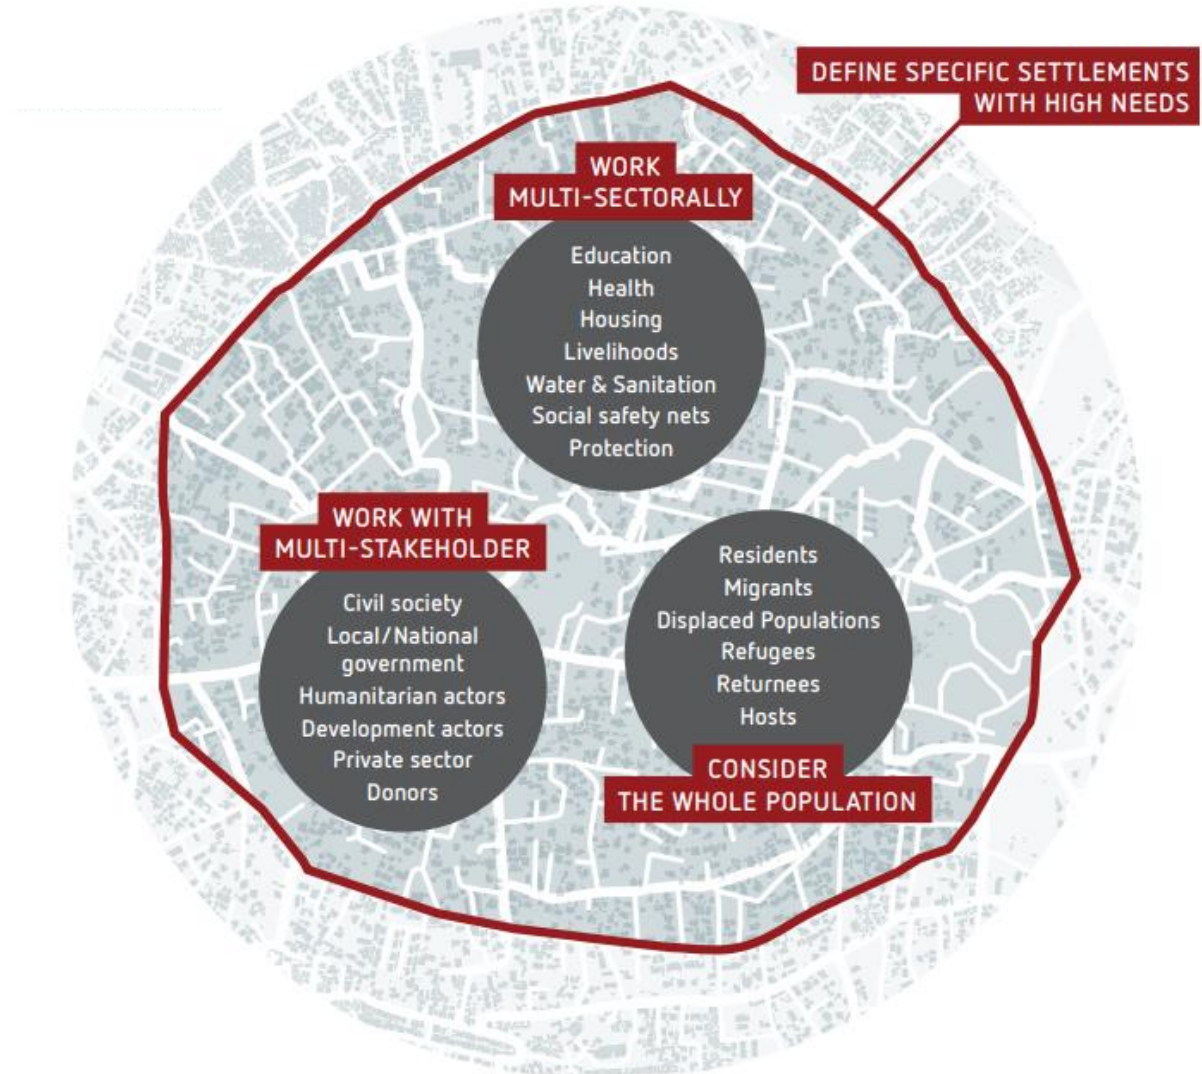 DEFINE SPECIFIC SETTLEMENTS
WITH HIGH NEEDS
WORK
MULTI-SECTORALLY
Education
Health
Housing
Livelihoods
Water & Sanitation
Social safety nets
Protection
WORK WITH
MULTI-STAKEHOLDER
Civil society
Local/National
government
Humanitarian actors
Development actors
Private sector
Donors
Residents
Migrants
Displaced Populations
Refugees
Returnees
Hosts
CONSIDER
THE WHOLE POPULATION